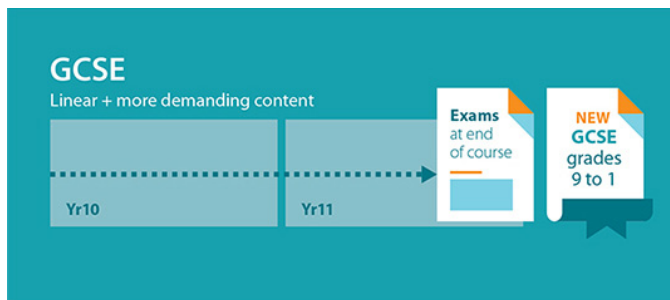 GCSE
Linear + more demanding content
Yr10
Yr11
Exams
at end
of course
NEW
GCSE
grades
9 to 1